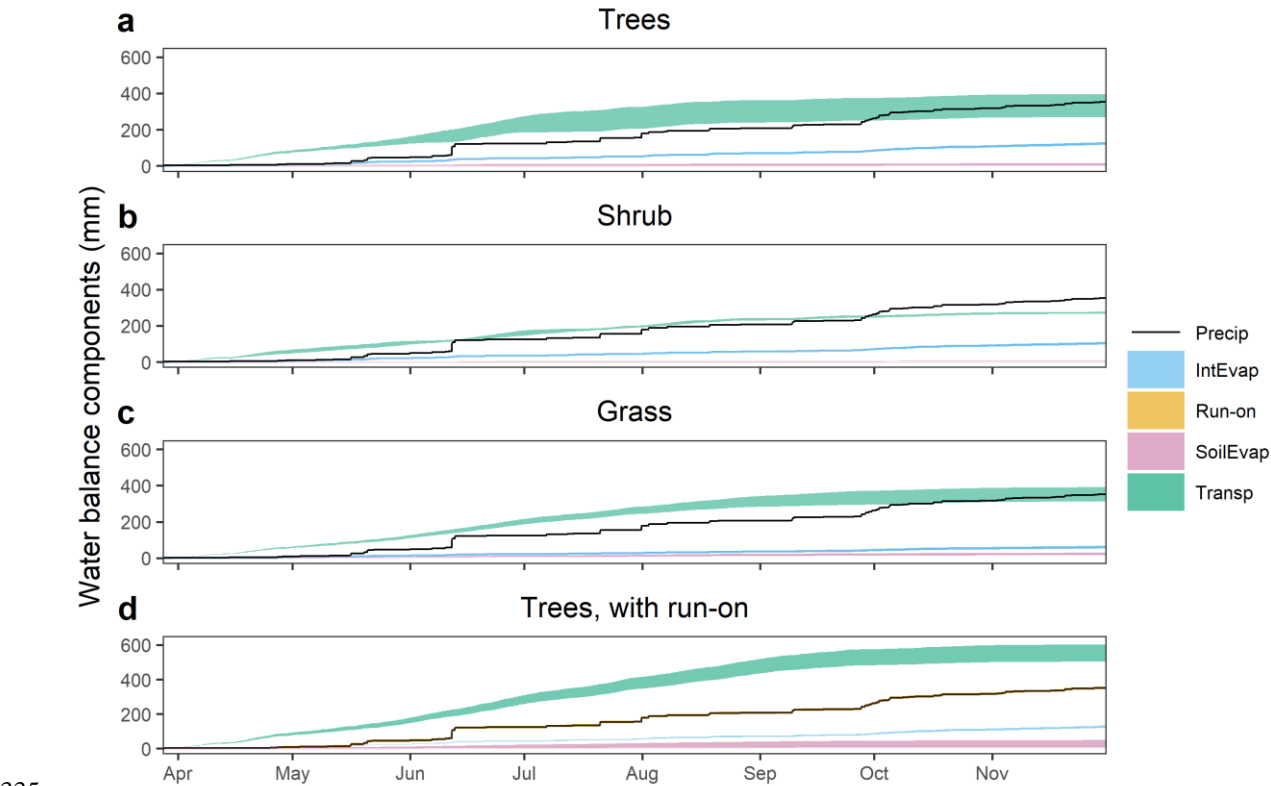 a Trees
600
400
200
0
b Shrub
600
400
200
0
c Grass
600
400
200
0
d Trees, with run-on
600
400
200
0
Apr May Jun Jul Aug Sep Oct Nov
Water balance components (mm)
Precip
IntEvap
Run-on
SoilEvap
Transp